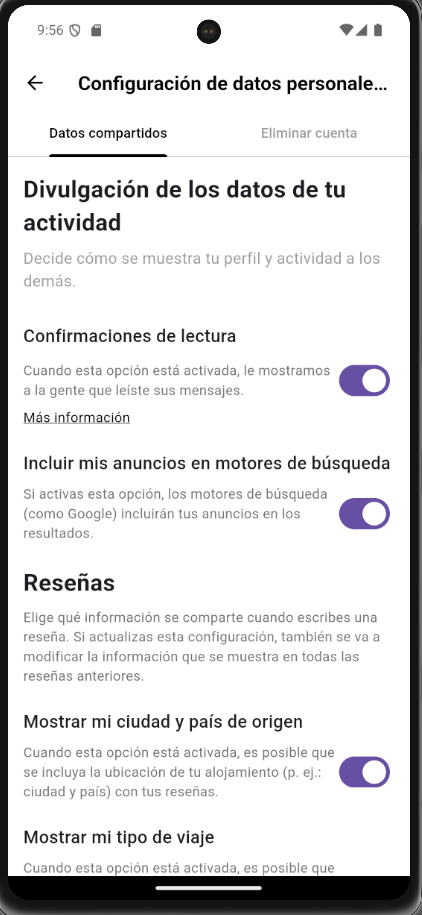 9:56
Configuración de datos personale...
Datos compartidos
Eliminar cuenta
Divulgación de los datos de tu
actividad
Decide cómo se muestra tu perfil y actividad a los
demás.
Confirmaciones de lectura
Cuando esta opción está activada, le mostramos
a la gente que leíste sus mensajes.
Más información
Incluir mis anuncios en motores de búsqueda
Si activas esta opción, los motores de búsqueda
(como Google) incluirán tus anuncios en los
resultados.
Reseñas
Elige qué información se comparte cuando escribes una
reseña. Si actualizas esta configuración, también se va a
modificar la información que se muestra en todas las
reseñas anteriores.
Mostrar mi ciudad y país de origen
Cuando esta opción está activada, es posible que
se incluya la ubicación de tu alojamiento (p. ej.:
ciudad y país) con tus reseñas.
Mostrar mi tipo de viaje
Cuando esta opción está activada, es posible que